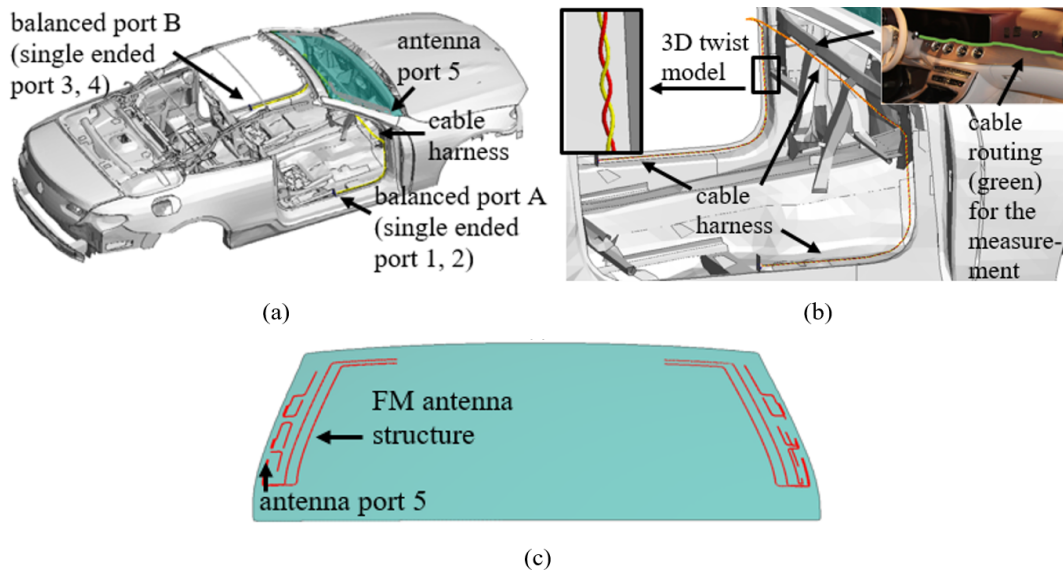 balanced port B
(single ended
port 3, 4)
antenna
port 5
cable
harness
balanced port A
(single ended
port 1, 2)
(a)
3D twist
model
cable
harness
cable
routing
(green)
for the
measure-
ment
(b)
FM antenna
structure
antenna port 5
(c)